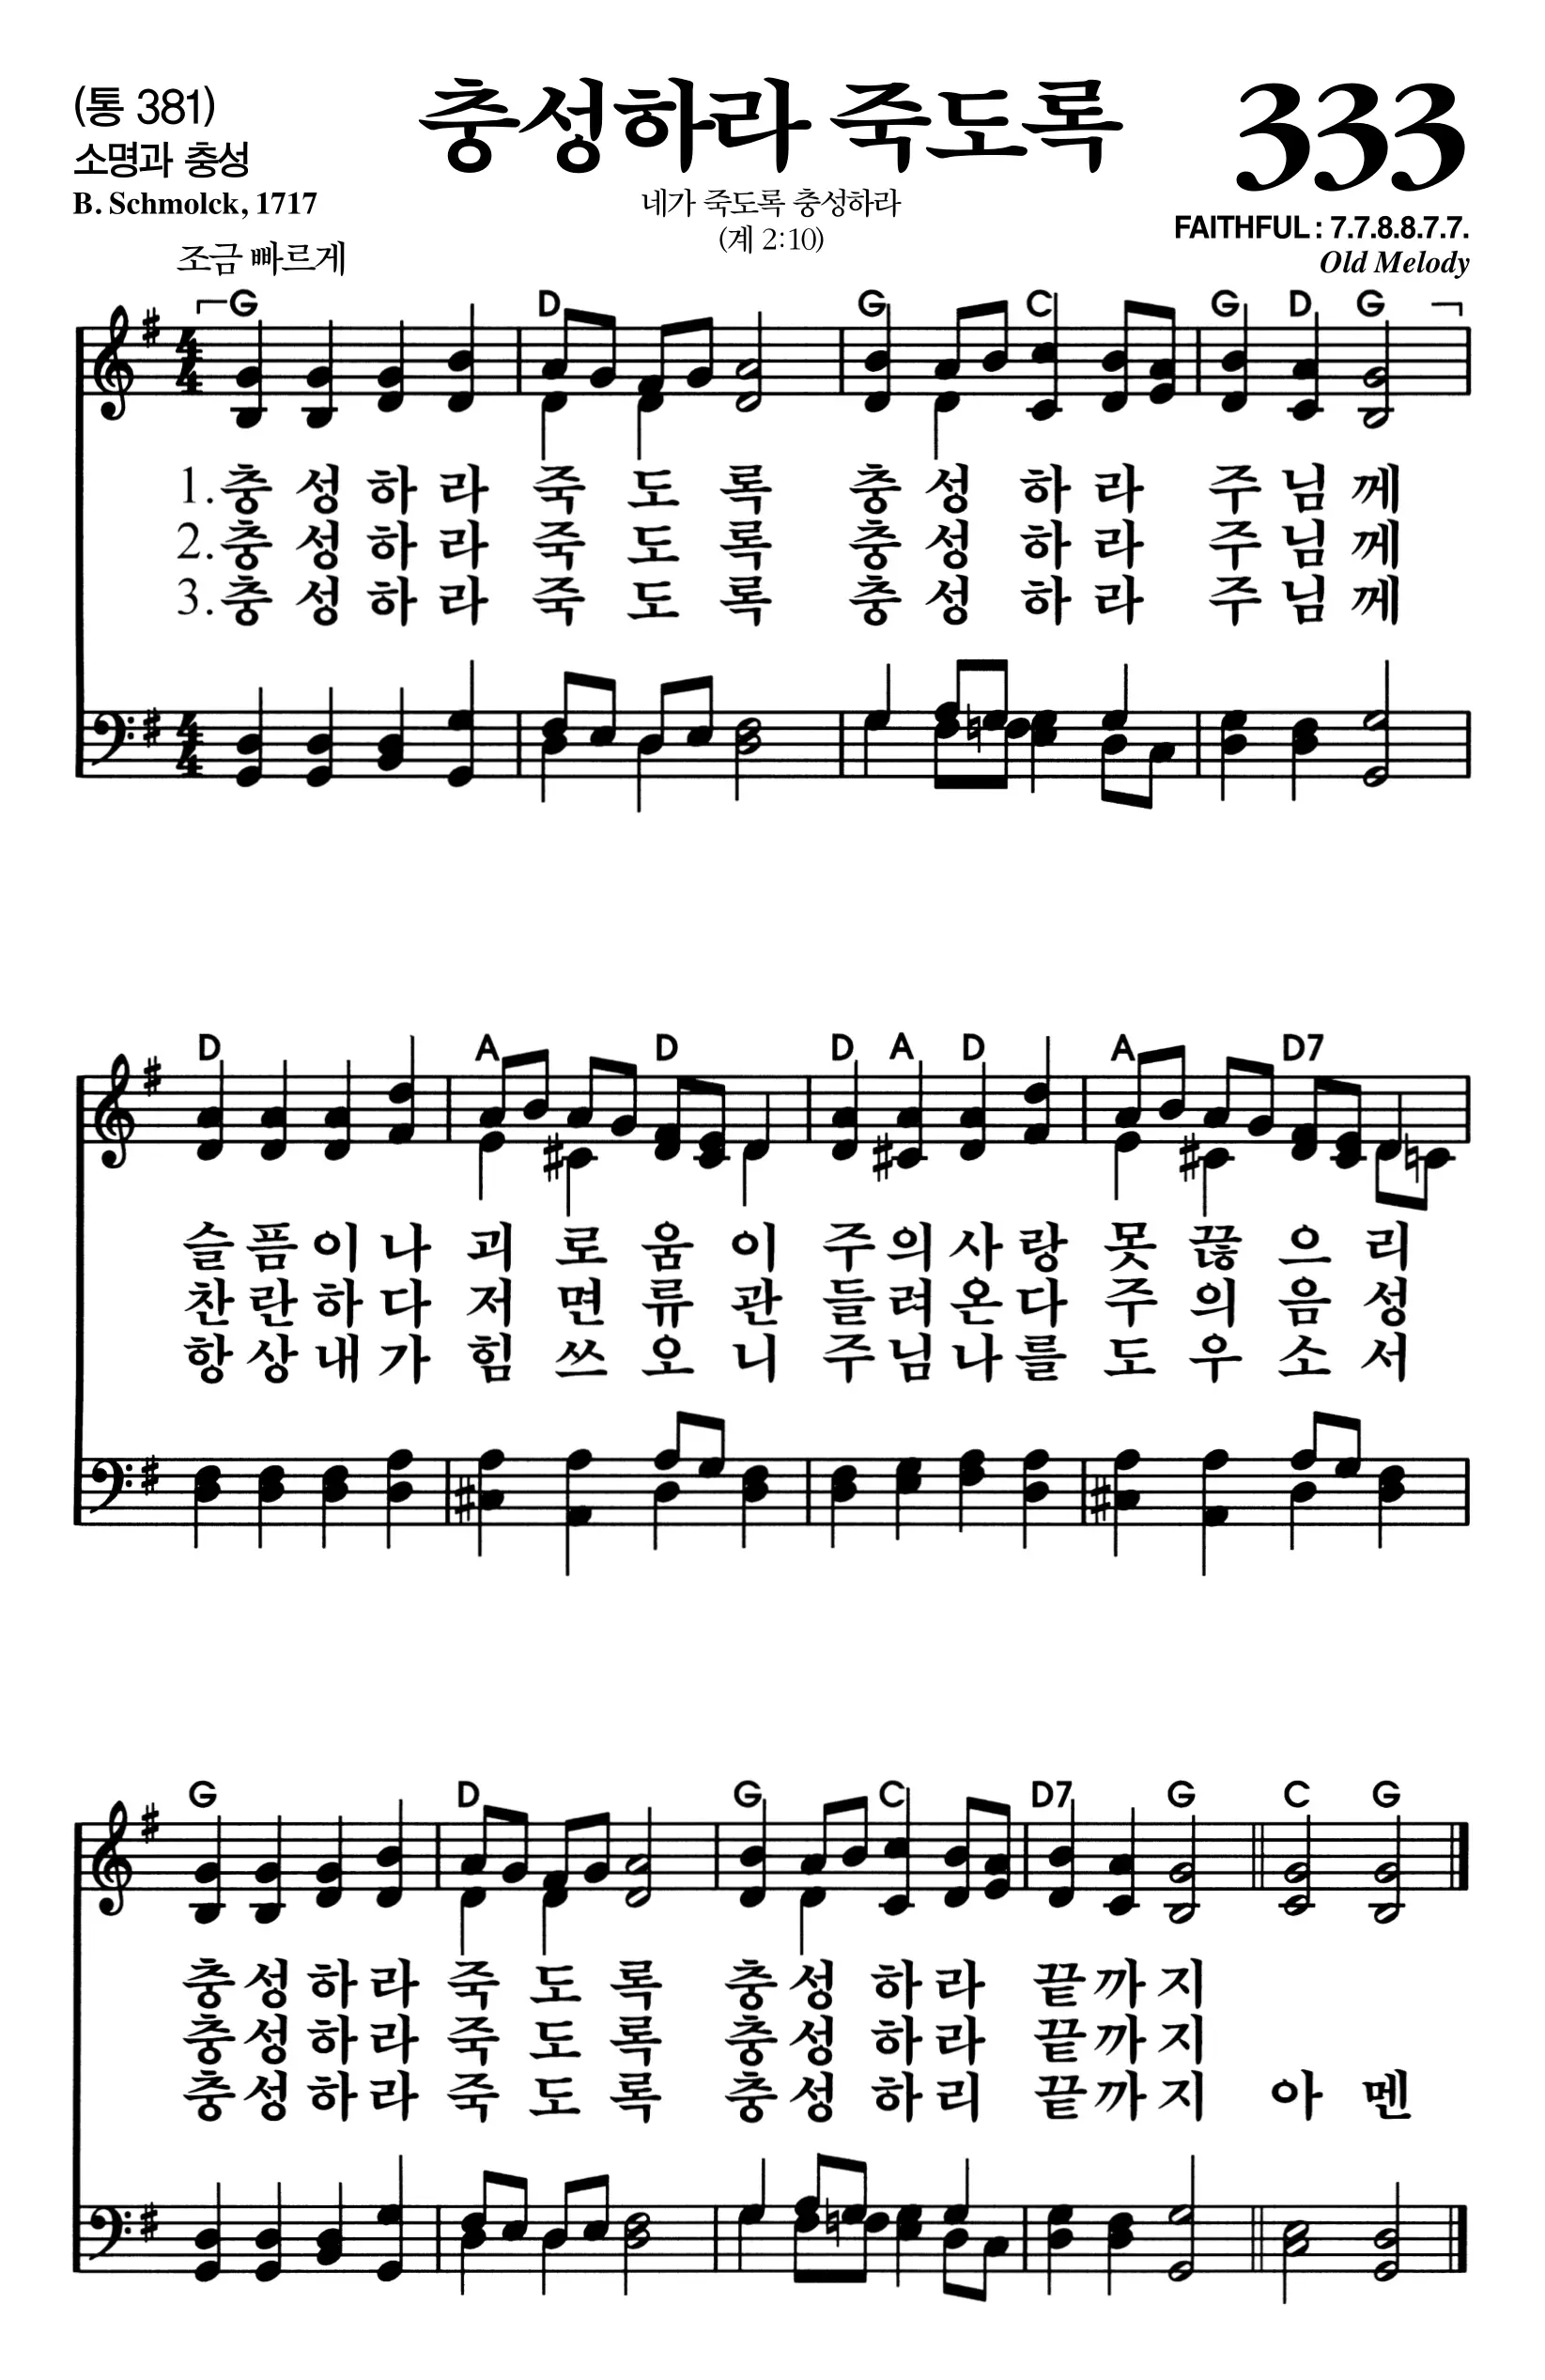 (통 381)
충성하라 죽도록
333
소명과 충성
B. Schmolck, 1717
네가 죽도록 충성하라
(계 2:10)
FAITHFUL : 7.7.8.8.7.7.
Old Melody
조금 빠르게
G D G C G D G
1. 충 성 하 라 죽 도 록 충 성 하 라 주 님 께
2. 충 성 하 라 죽 도 록 충 성 하 라 주 님 께
3. 충 성 하 라 죽 도 록 충 성 하 라 주 님 께
D A D D A D A D7
슬 픔 이 나 괴 로 움 이 주 의 사 랑 못 끊 으 리
찬 란 하 다 저 면 류 관 들 려 온 다 주 의 음 성
항 상 내 가 힘 쓰 오 니 주 님 나 를 도 우 소 서
G D G C D7 G C G
충 성 하 라 죽 도 록 충 성 하 라 끝 까 지
충 성 하 라 죽 도 록 충 성 하 라 끝 까 지
충 성 하 라 죽 도 록 충 성 하 리 끝 까 지 아 멘